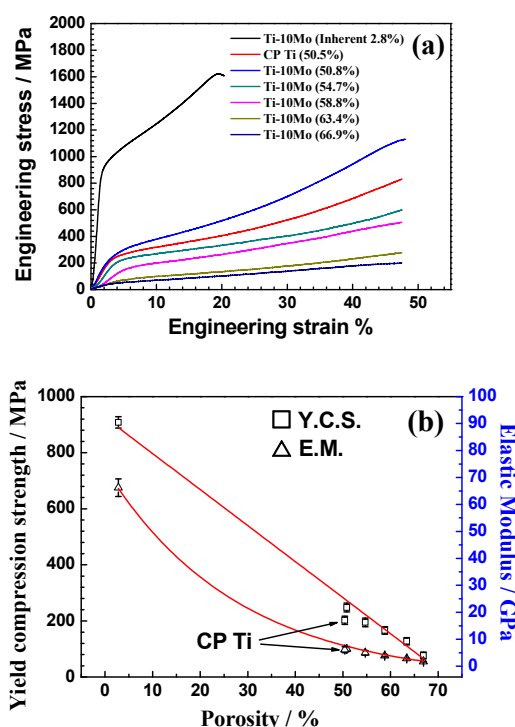 2000
1800
1600
1400
1200
1000
800
600
400
200
0
Engineering stress / MPa
(a)
Ti-10Mo (Inherent 2.8%)
CP Ti (50.5%)
Ti-10Mo (50.8%)
Ti-10Mo (54.7%)
Ti-10Mo (58.8%)
Ti-10Mo (63.4%)
Ti-10Mo (66.9%)
0 10 20 30 40 50
Engineering strain %
1000
800
600
400
200
0
Yield compression strength / MPa
(b)
Y.C.S.
E.M.
CP Ti
100
90
80
70
60
50
40
30
20
10
0
Elastic Modulus / GPa
0 10 20 30 40 50 60 70
Porosity / %